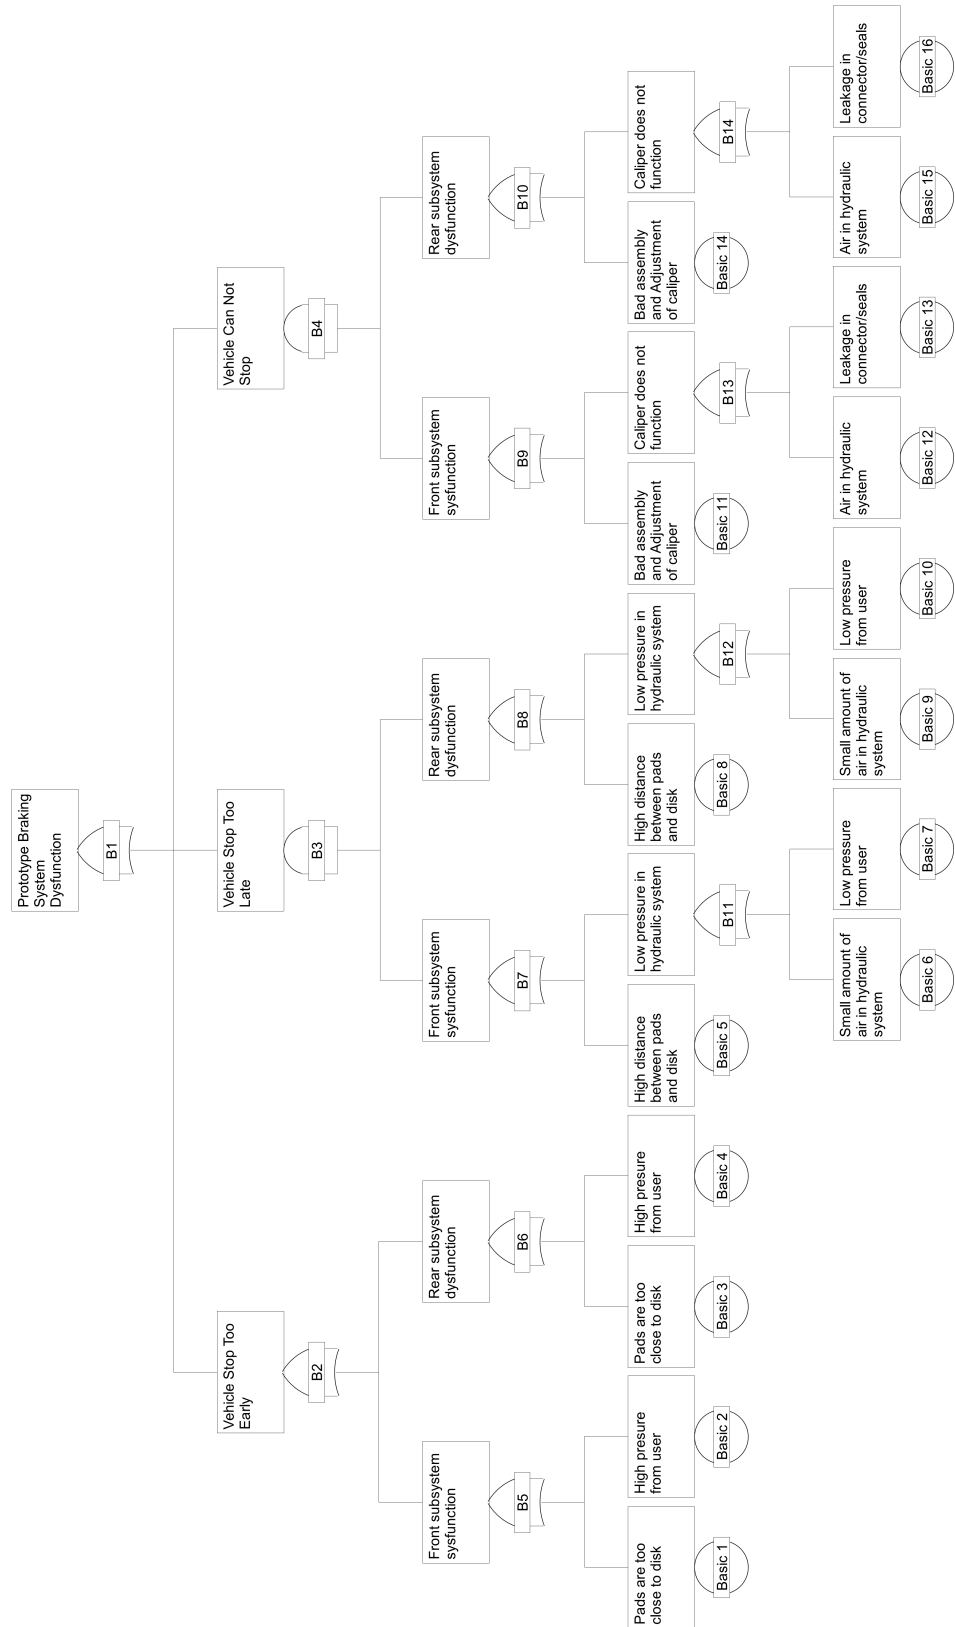 Prototype Braking
System
Dysfunction
B1
Vehicle Stop Too
Early
B2
Vehicle Stop Too
Late
B3
Vehicle Can Not
Stop
B4
Front subsystem
sysfunction
B5
Rear subsystem
dysfunction
B6
Front subsystem
sysfunction
B7
Rear subsystem
dysfunction
B8
Front subsystem
sysfunction
B9
Rear subsystem
dysfunction
B10
Pads are too
close to disk
Basic 1
High presure
from user
Basic 2
Pads are too
close to disk
Basic 3
High presure
from user
Basic 4
High distance
between pads
and disk
Basic 5
Low pressure in
hydraulic system
B11
High distance
between pads
and disk
Basic 8
Low pressure in
hydraulic system
B12
Bad assembly
and Adjustment
of caliper
Basic 11
Caliper does not
function
B13
Bad assembly
and Adjustment
of caliper
Basic 14
Caliper does not
function
B14
Small amount of
air in hydraulic
system
Basic 6
Low pressure
from user
Basic 7
Small amount of
air in hydraulic
system
Basic 9
Low pressure
from user
Basic 10
Air in hydraulic
system
Basic 12
Leakage in
connector/seals
Basic 13
Air in hydraulic
system
Basic 15
Leakage in
connector/seals
Basic 16